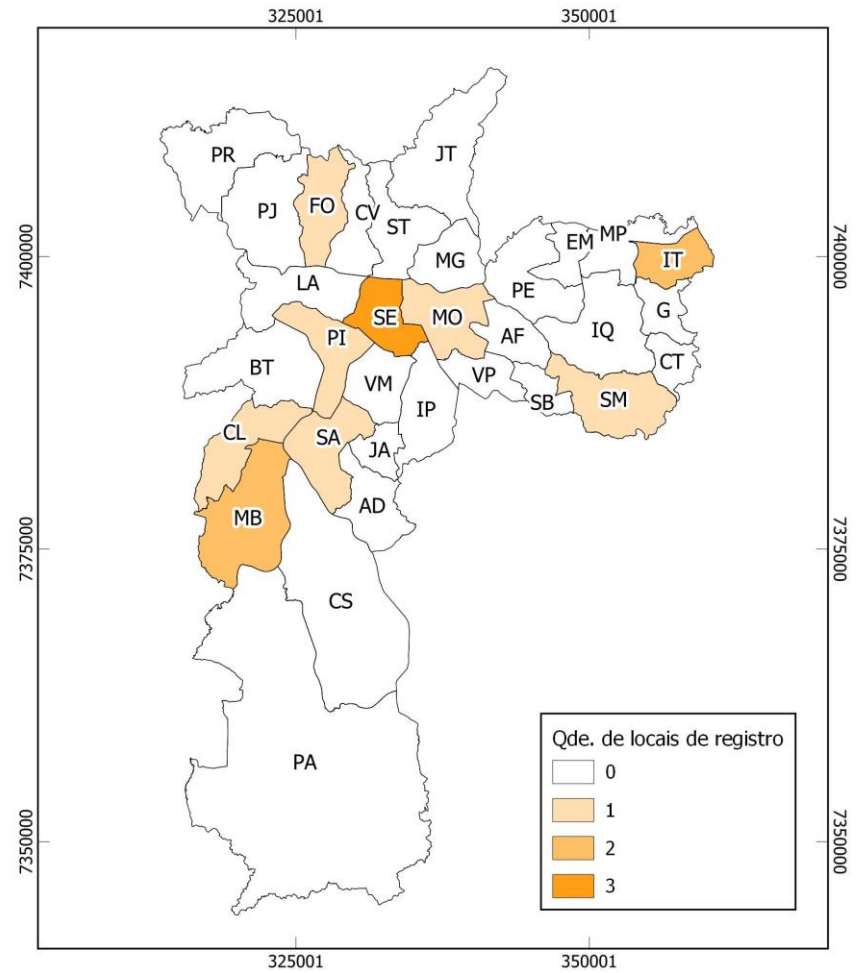 325001 350001
JT
PR
PJ FO CV ST
EM MP
7400000 MG IT 7400000
LA PE
SE MO G
PI AF IQ
BT CT
VM VP
IP SB SM
CL SA
JA
MB AD
7375000 7375000
CS
PA
Qde. de locais de registro
0
1
2
3
7350000 7350000
325001 350001